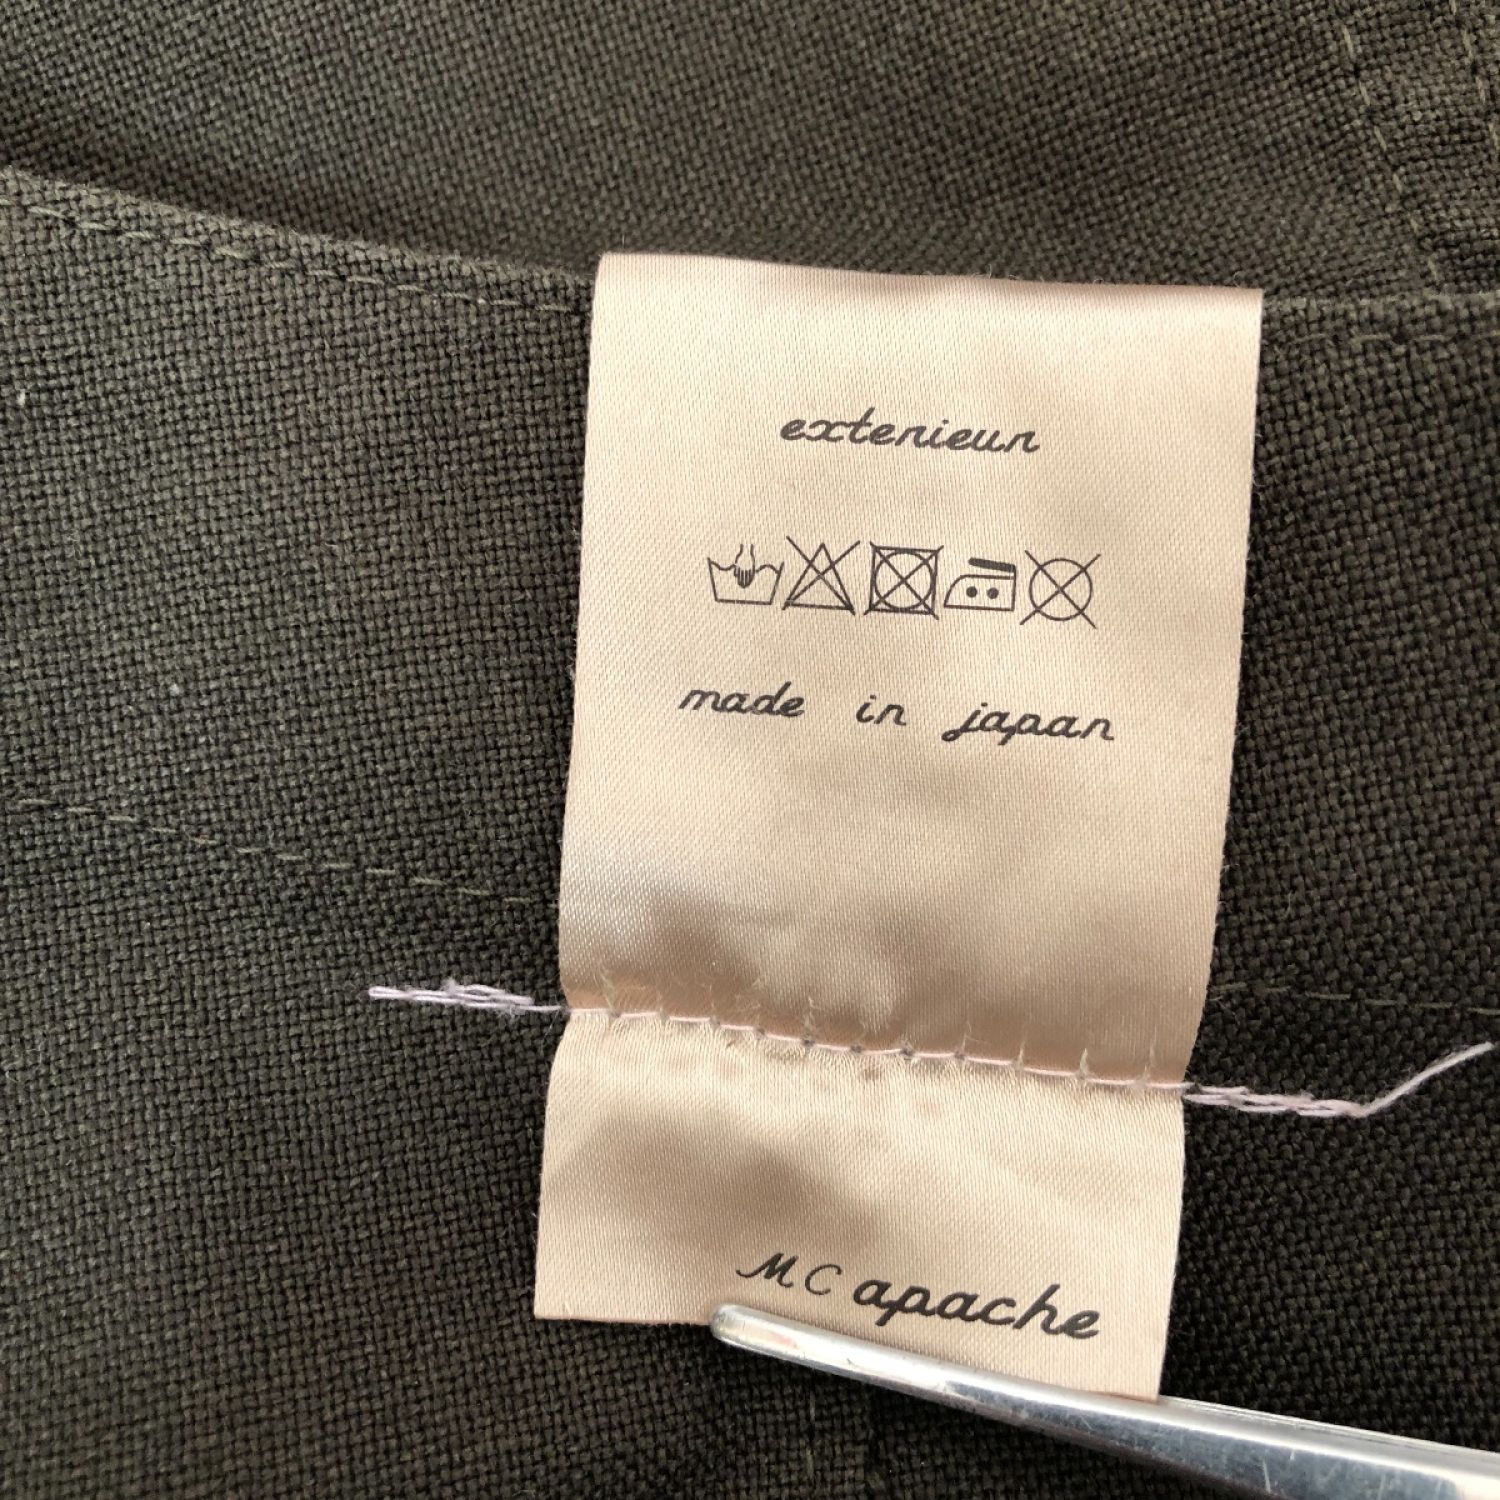 exterieur
made in japan
MC apache